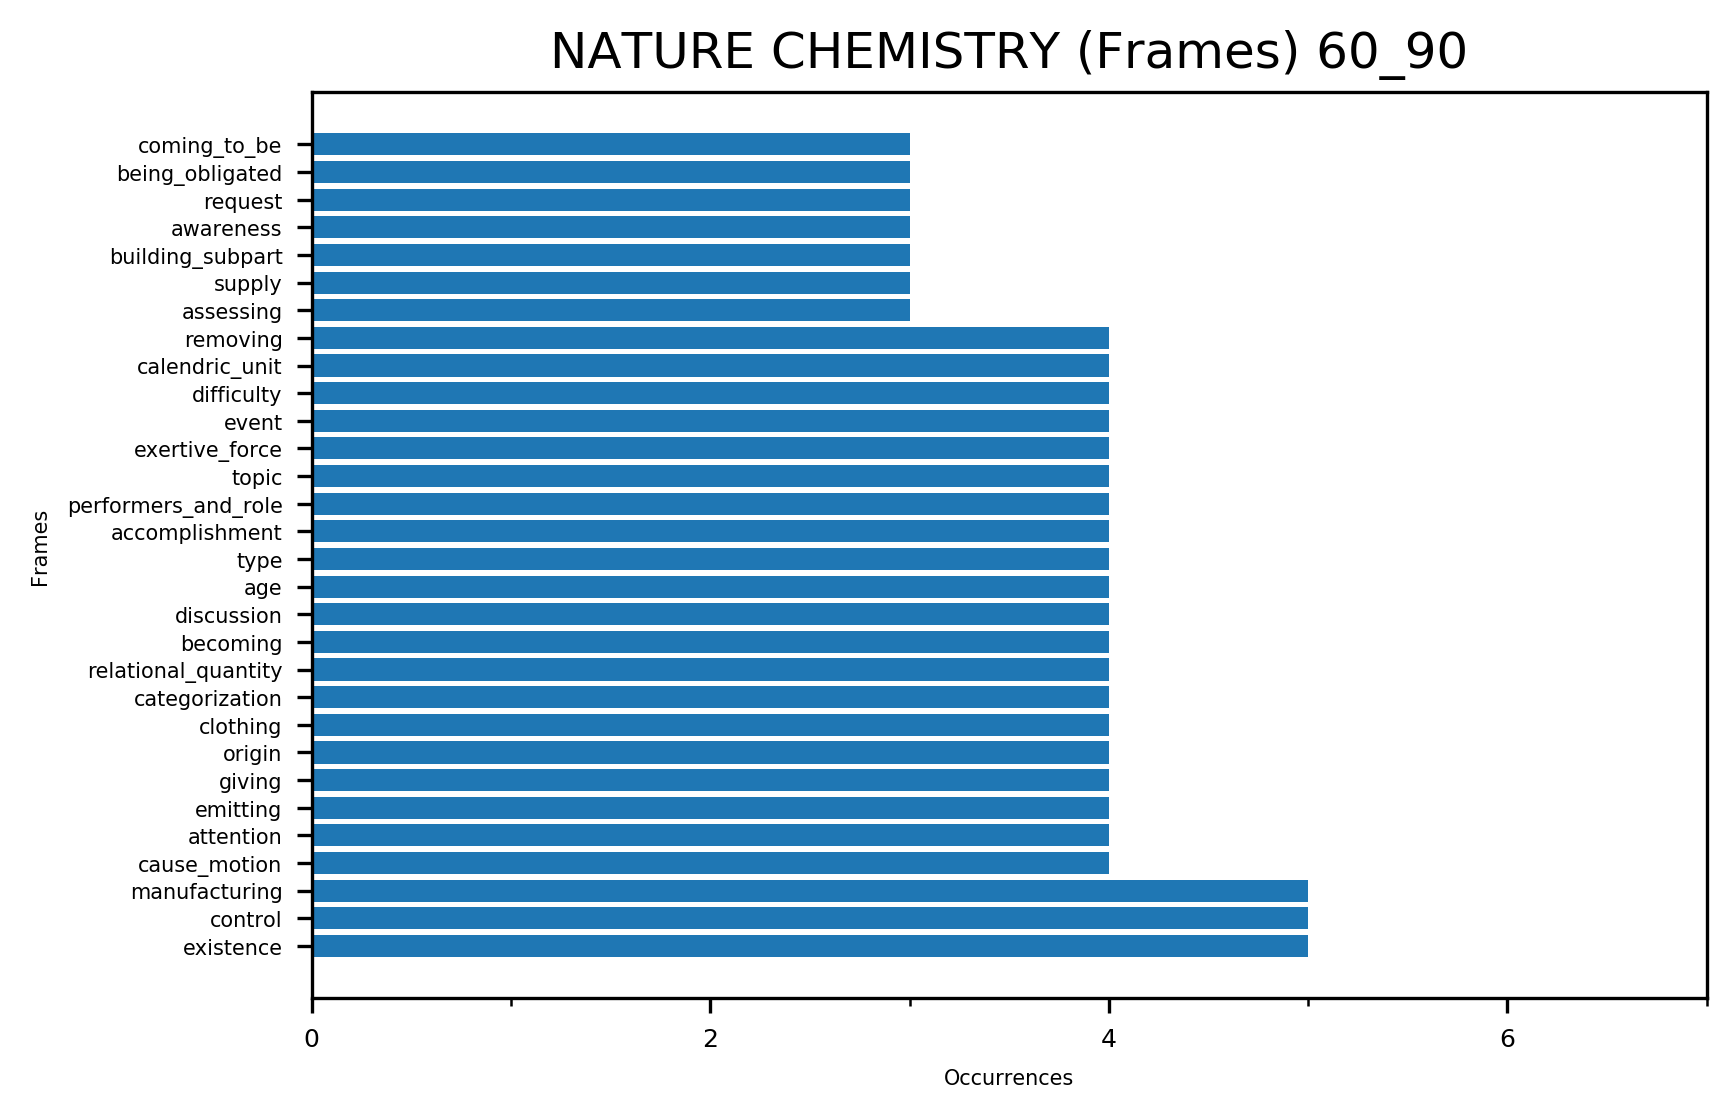 NATURE CHEMISTRY (Frames) 60_90
coming_to_be
being_obligated
request
awareness
building_subpart
supply
assessing
removing
calendric_unit
difficulty
event
exertive_force
topic
performers_and_role
accomplishment
type
age
discussion
becoming
relational_quantity
categorization
clothing
origin
giving
emitting
attention
cause_motion
manufacturing
control
existence
Frames
0 2 4 6
Occurrences